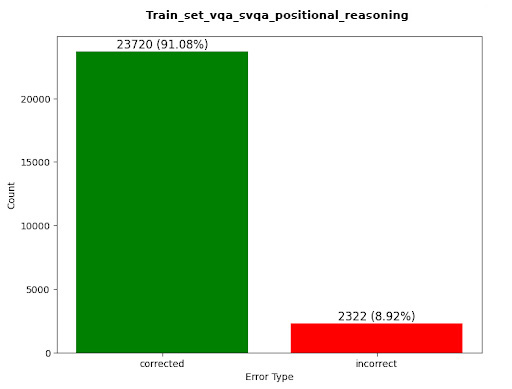 Train_set_vqa_svqa_positional_reasoning
23720 (91.08%)
20000
15000
10000
5000
0
Count
2322 (8.92%)
corrected
incorrect
Error Type